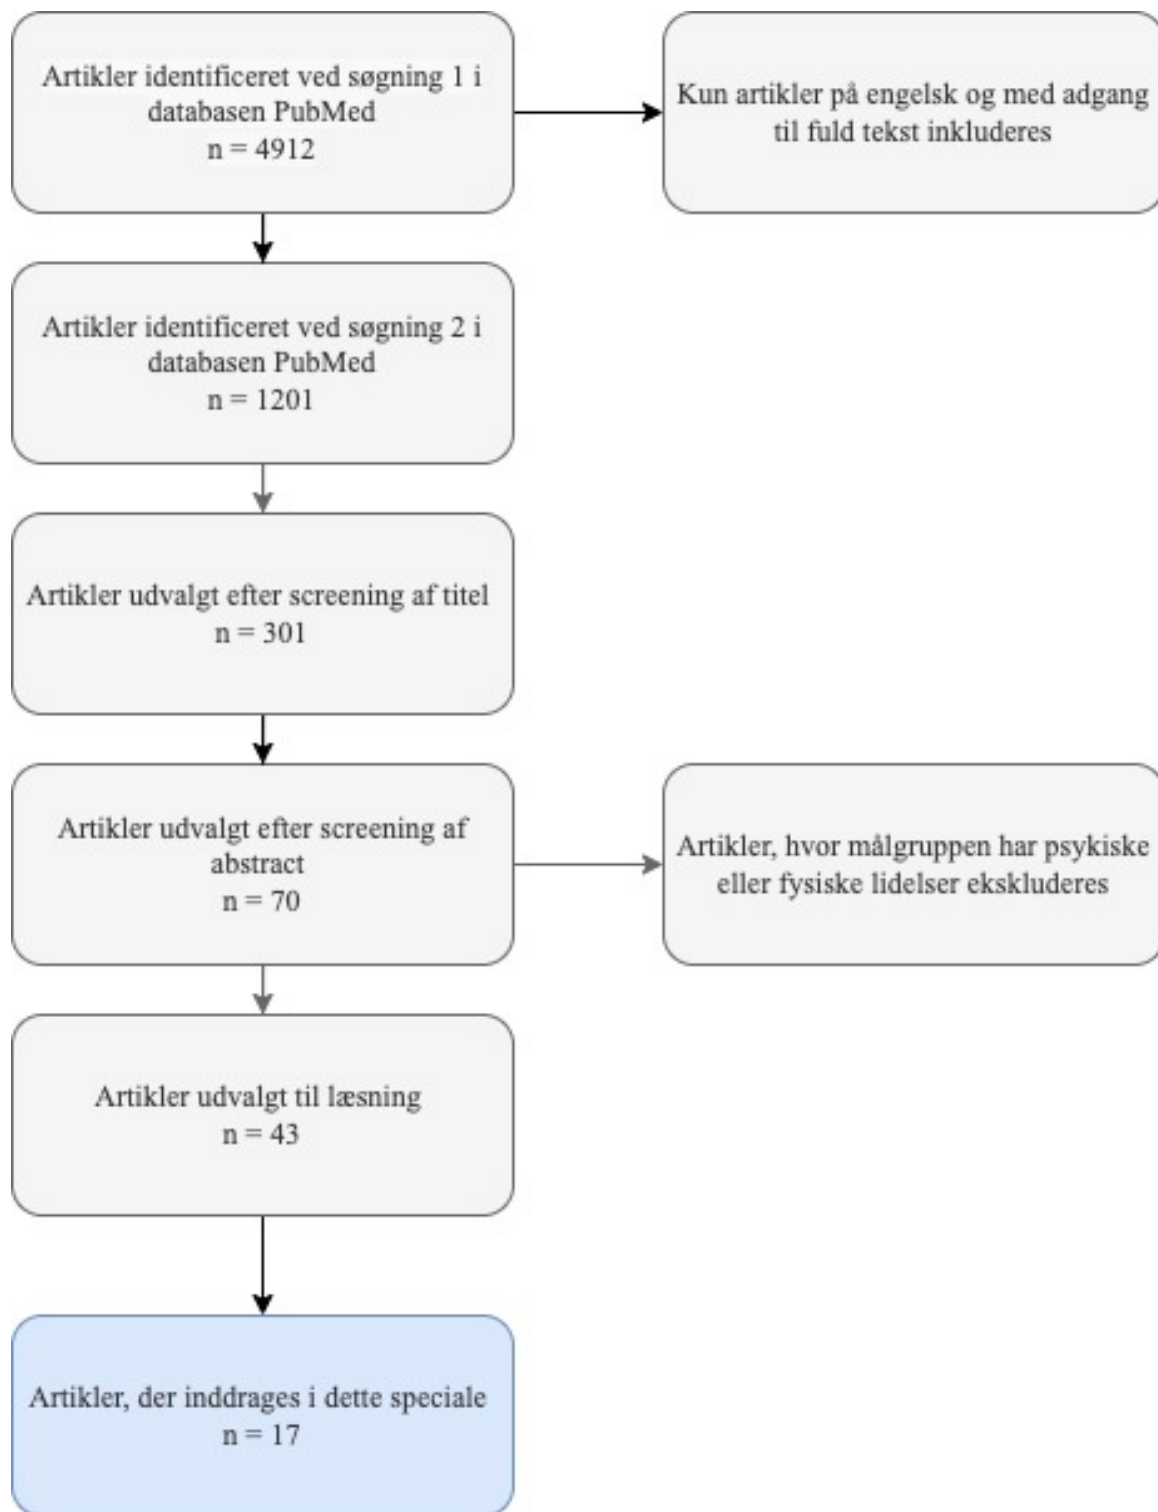 Artikler identificeret ved søgning 1 i
databasen PubMed
n = 4912
Kun artikler på engelsk og med adgang
til fuld tekst inkluderes
Artikler identificeret ved søgning 2 i
databasen PubMed
n = 1201
Artikler udvalgt efter screening af titel
n = 301
Artikler udvalgt efter screening af
abstract
n = 70
Artikler, hvor målgruppen har psykiske
eller fysiske lidelser ekskluderes
Artikler udvalgt til læsning
n = 43
Artikler, der inddrages i dette speciale
n = 17